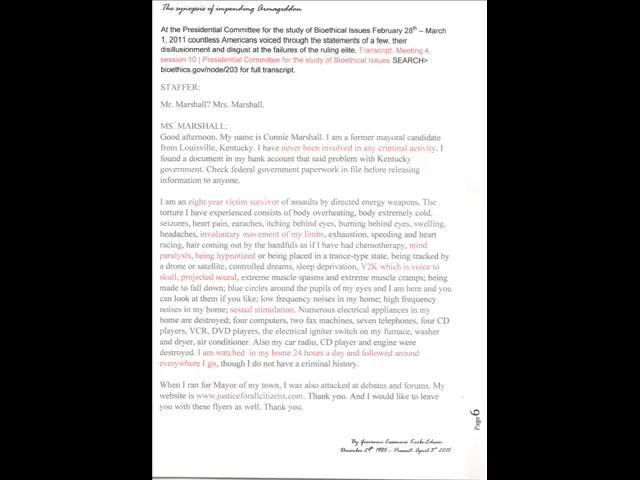 The synopsis of impending Armageddon
At the Presidential Committee for the study of Bioethical Issues February 28th – March
1, 2011 countless Americans voiced through the statements of a few, their
disillusionment and disgust at the failures of the ruling elite. Transcript. Meeting 4.
session 10 | Presidential Committee for the study of Bioethical Issues SEARCH>
bioethics.gov/node/203 for full transcript.
STAFFER:
Mr. Marshall? Mrs. Marshall.
MS. MARSHALL:
Good afternoon. My name is Connie Marshall. I am a former mayoral candidate
from Louisville, Kentucky. I have never been involved in any criminal activity. I
found a document in my bank account that said problem with Kentucky
government. Check federal government paperwork in file before releasing
information to anyone.
I am an eight year victim survivor of assaults by directed energy weapons. The
torture I have experienced consists of body overheating, body extremely cold,
seizures, heart pain, earaches, itching behind eyes, burning behind eyes, swelling,
headaches, involuntary movement of my limbs, exhaustion, speeding and heart
racing, hair coming out by the handfuls as if I have had chemotherapy, mind
paralysis, being hypnotized or being placed in a trance-type state, being tracked by
a drone or satellite, controlled dreams, sleep deprivation, V2K which is voice to
skull, projected sound, extreme muscle spasms and extreme muscle cramps; being
made to fall down; blue circles around the pupils of my eyes and I am here and you
can look at them if you like; low frequency noises in my home; high frequency
noises in my home; sexual stimulation. Numerous electrical appliances in my
home are destroyed; four computers, two fax machines, seven telephones, four CD
players, VCR, DVD players, the electrical igniter switch on my furnace, washer
and dryer, air conditioner. Also my car radio, CD player and engine were
destroyed. I am watched in my home 24 hours a day and followed around
everywhere I go, though I do not have a criminal history.
When I ran for Mayor of my town, I was also attacked at debates and forums. My
website is www.justiceforallcitizens.com. Thank you. And I would like to leave
you with these flyers as well. Thank you.
Page 6
By Giovanni
December 29th 1985 – Present: April 3rd 2015